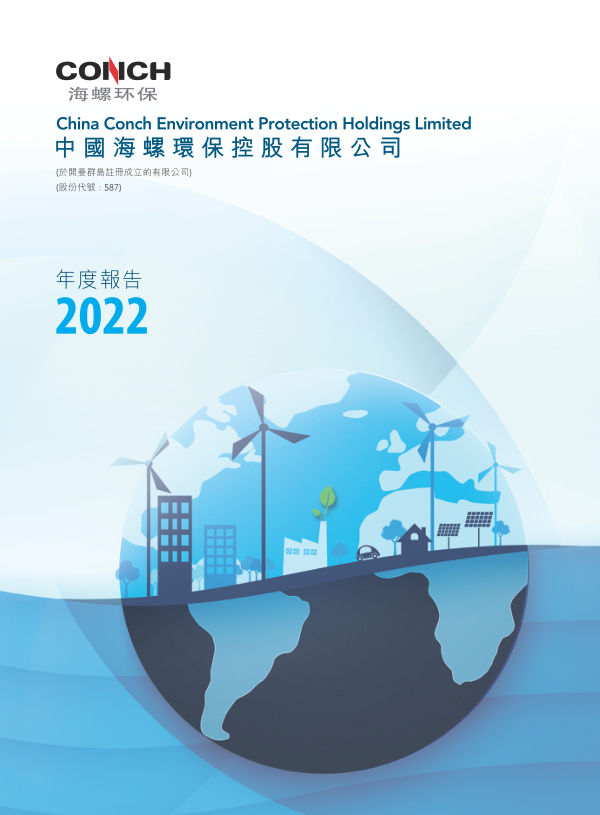 CONCH
海螺环保
China Conch Environment Protection Holdings Limited
中國海螺環保控股有限公司
(於開曼群島註冊成立的有限公司)
(股份代號：587)
年度報告
2022